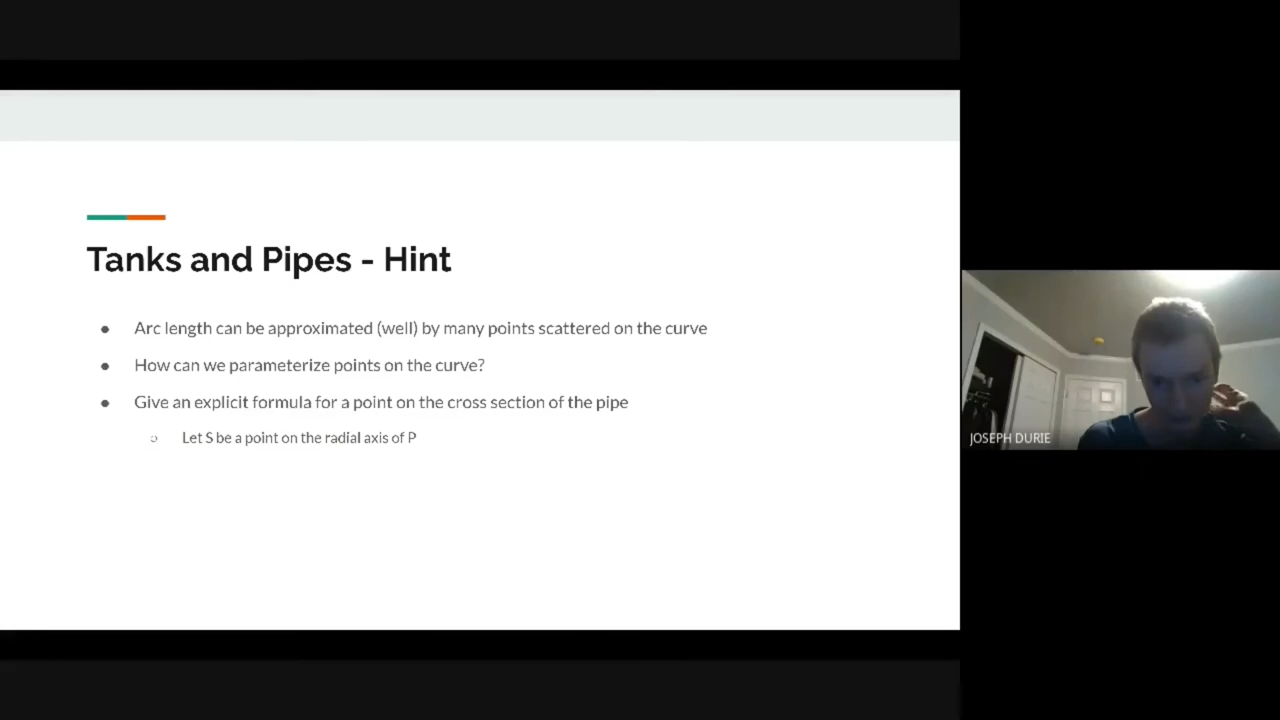 Tanks and Pipes - Hint
● Arc length can be approximated (well) by many points scattered on the curve
● How can we parameterize points on the curve?
● Give an explicit formula for a point on the cross section of the pipe
○ Let S be a point on the radial axis of P
JOSEPH DURIE